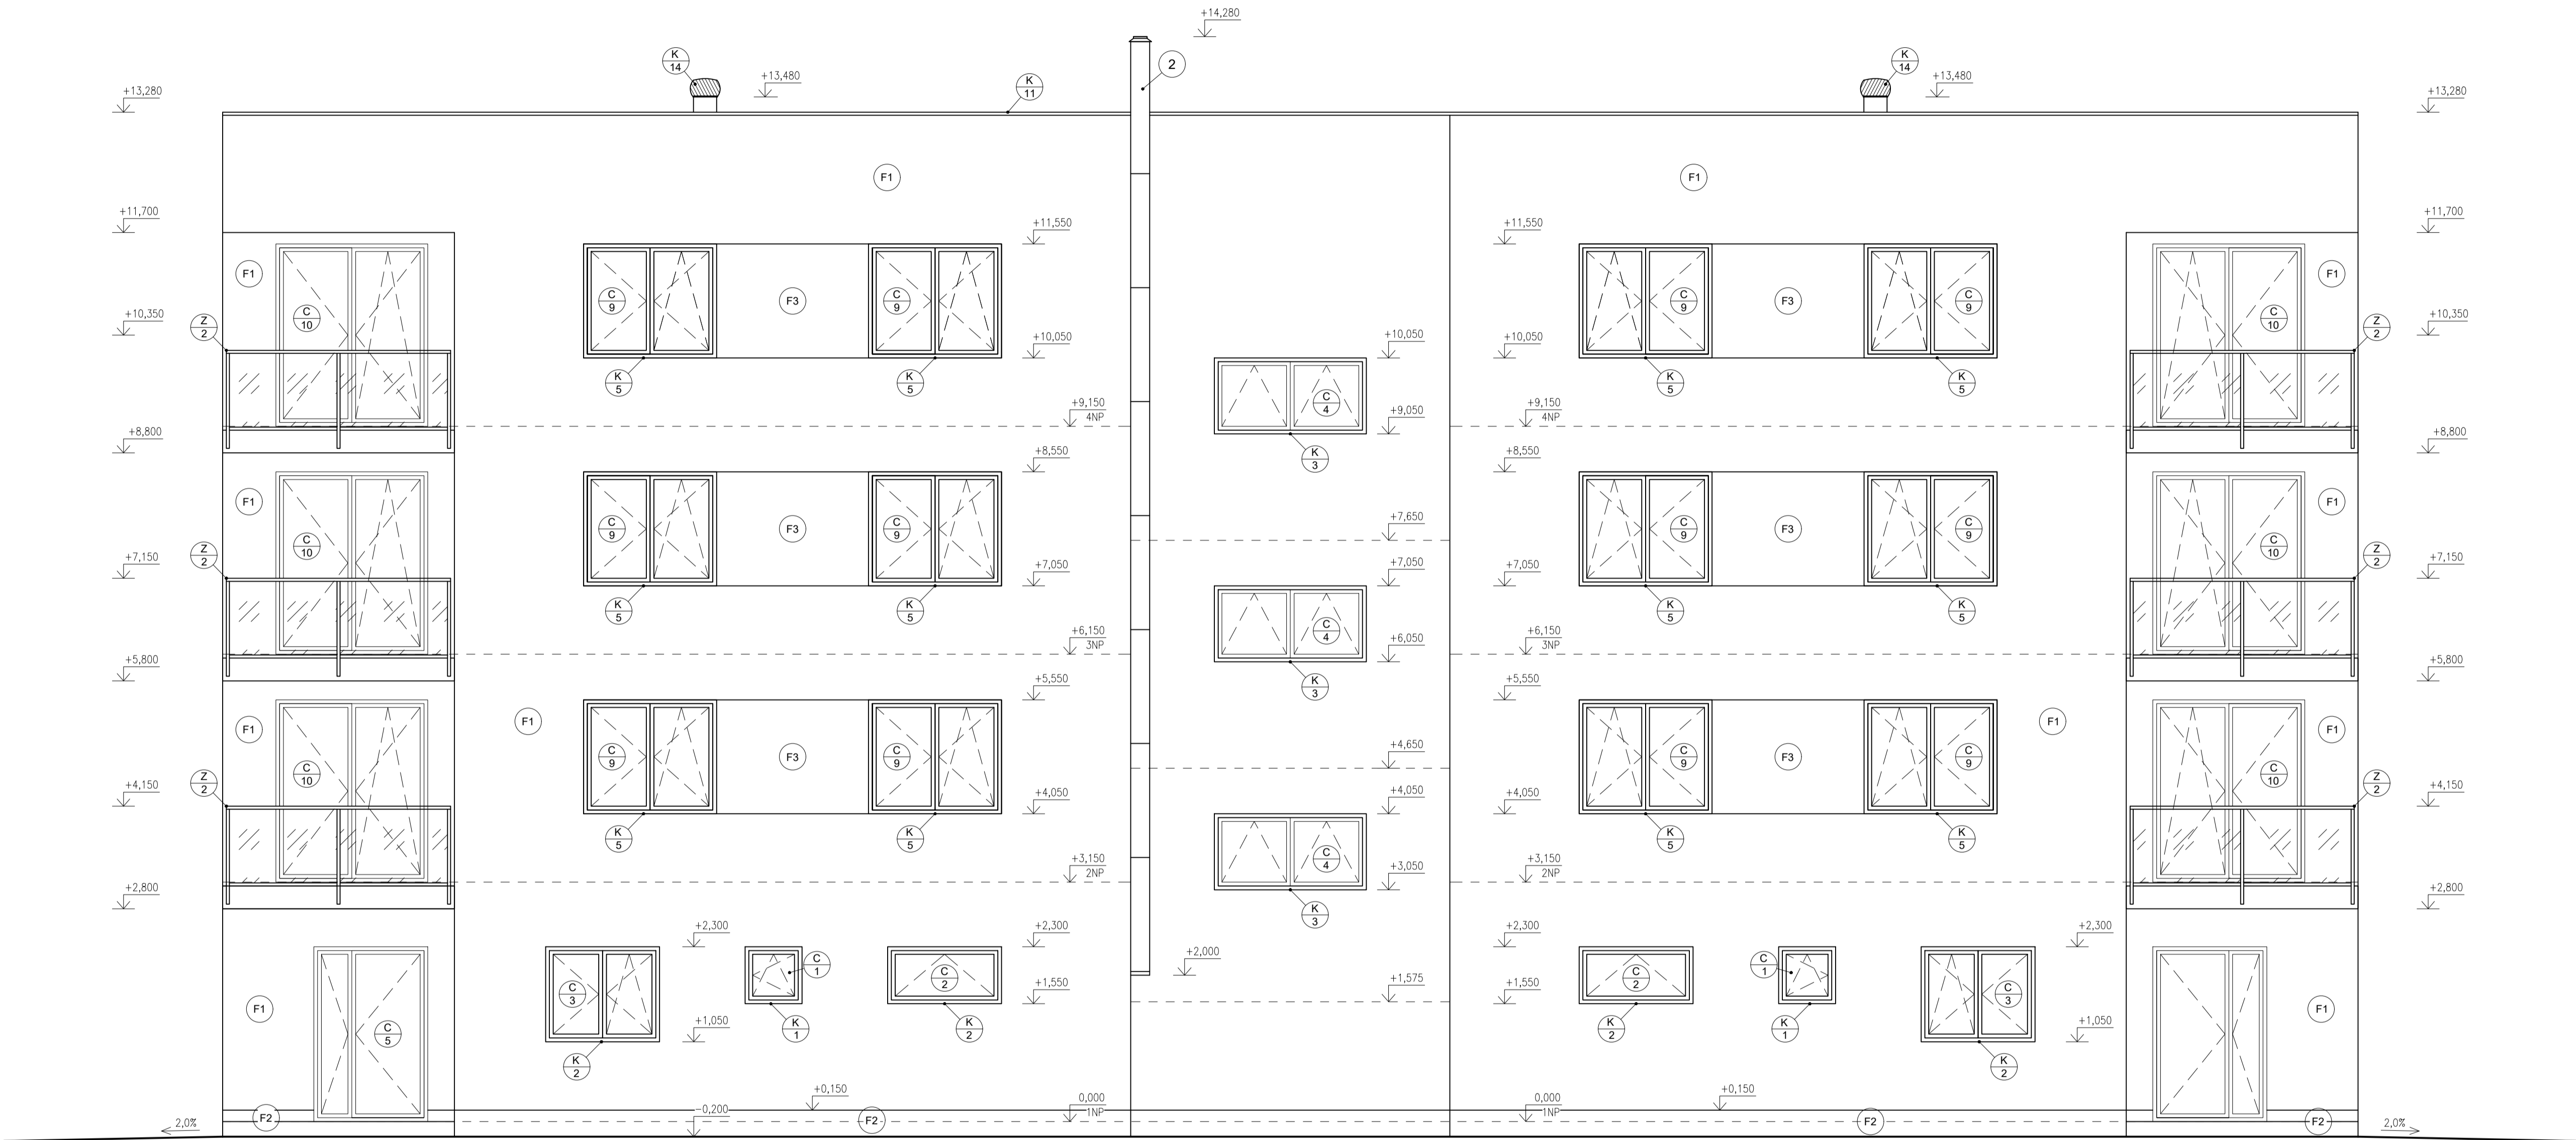 +14,280
K
14
+13,480
K
11
2
K
14
+13,480
+13,280
+13,280
F1
F1
+11,700
+11,550
+11,550
+11,700
F1
C
10
C
9
F3
C
9
C
9
F3
C
9
C
10
F1
+10,350
Z
2
+10,050
+10,050
+10,050
+10,350
Z
2
K
5
K
5
K
5
K
5
C
4
+9,150
4NP
+9,050
+9,150
4NP
+8,800
+8,800
K
3
+8,550
+8,550
F1
C
10
C
9
F3
C
9
C
9
F3
C
9
C
10
F1
+7,650
+7,150
Z
2
+7,050
+7,050
+7,050
+7,150
Z
2
K
5
K
5
K
5
K
5
C
4
+6,150
3NP
+6,050
+6,150
3NP
+5,800
+5,800
K
3
+5,550
+5,550
F1
F1
C
10
C
9
F3
C
9
C
9
F3
C
9
F1
C
10
F1
+4,650
+4,150
Z
2
+4,050
+4,050
+4,050
+4,150
Z
2
K
5
K
5
K
5
K
5
C
4
+3,150
2NP
+3,050
+3,150
2NP
+2,800
+2,800
K
3
+2,300
+2,300
+2,300
+2,300
C
3
C
1
C
2
+2,000
C
2
C
1
C
3
+1,550
+1,575
+1,550
F1
F1
C
5
+1,050
K
1
K
2
K
2
K
1
+1,050
K
2
K
2
+0,150
0,000
1NP
0,000
1NP
+0,150
F2
-0,200
F2
F2
F2
2,0%
2,0%